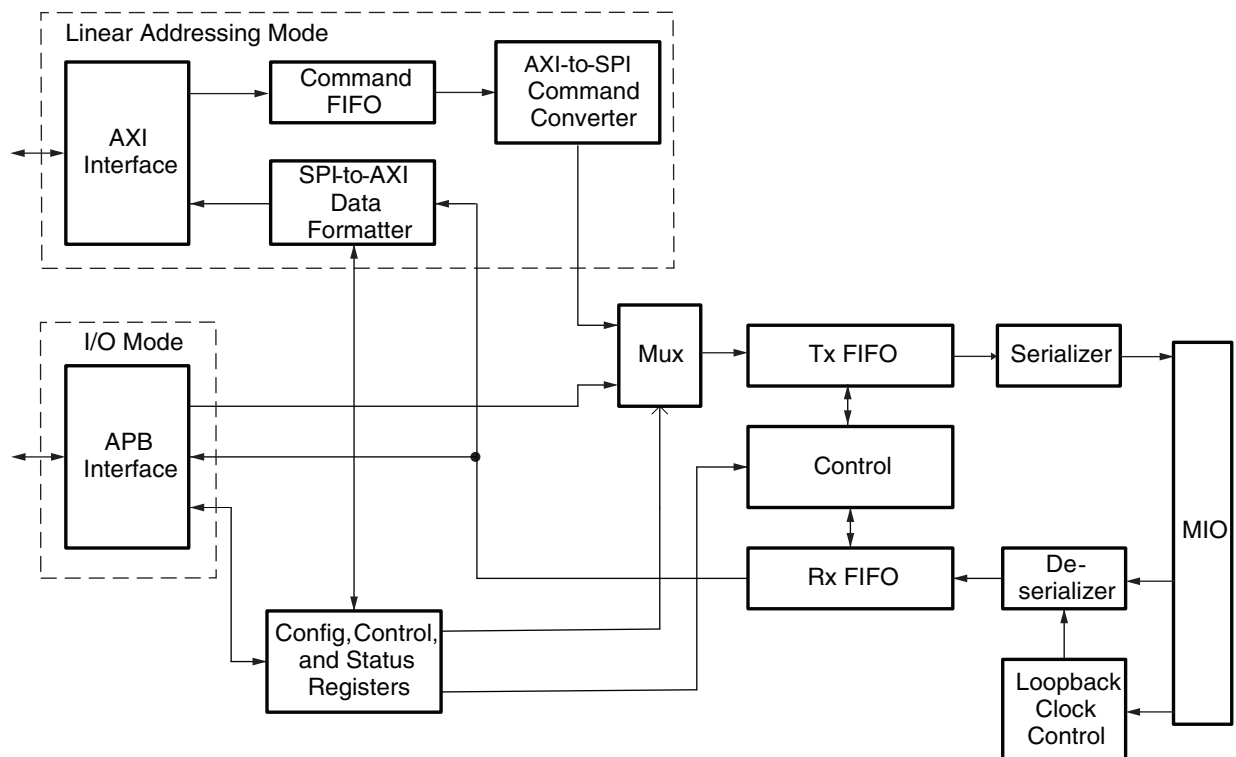 Linear Addressing Mode
AXI
Interface
Command
FIFO
AXI-to-SPI
Command
Converter
SPI-to-AXI
Data
Formatter
I/O Mode
APB
Interface
Mux
Tx FIFO
Serializer
Control
MIO
Rx FIFO
De-
serializer
Config,Control,
and Status
Registers
Loopback
Clock
Control